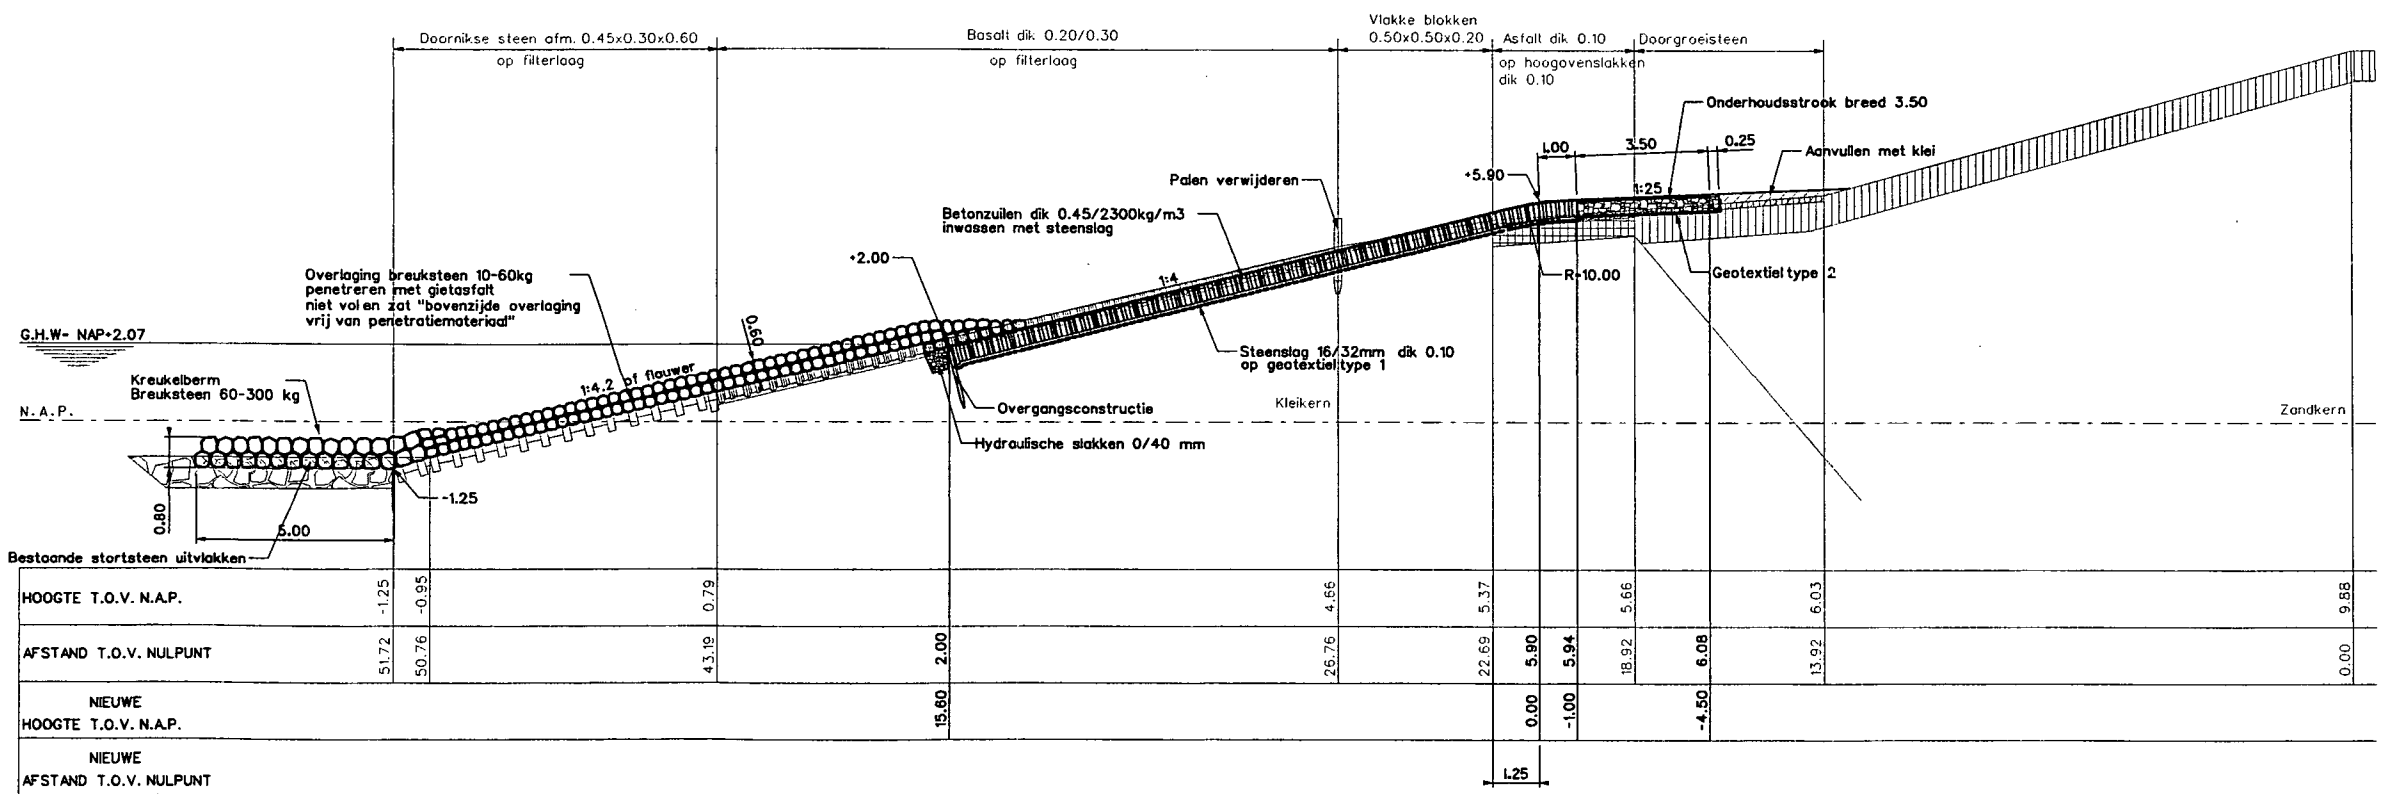 Vlakke blokken
Doornikse steen afm. 0.45x0.30x0.60
Basalt dik 0.20/0.30
0.50x0.50x0.20
Asfalt dik 0.10
Doorgroeisteen
op filterlaag
op filterlaag
op hoogovenslakken
dik 0.10
Onderhoudsstrook breed 3.50
1.00
3.50
0.25
Aanvullen met klei
Palen verwijderen
+5.90
1:25
Betonzuilen dik 0.45/2300kg/m3
inwassen met steenslag
+2.00
1:4
R=10.00
Geotextiel type 2
Overlaging breuksteen 10-60kg
penetreren met gietasfalt
niet vol en zat "bovenzijde overlaging
vrij van penetratiemateriaal"
0.60
G.H.W- NAP+2.07
Steenslag 16/32mm dik 0.10
op geotextiel type 1
1:4.2 of flauwer
Kreukelberm
Breuksteen 60-300 kg
N.A.P.
Overgangsconstructie
Kleikern
Zandkern
Hydraulische slakken 0/40 mm
-1.25
0.80
5.00
Bestaande stortsteen uitvlakken
HOOGTE T.O.V. N.A.P. -1.25 -0.95 0.79 4.66 5.37 5.66 6.03 9.88
AFSTAND T.O.V. NULPUNT 51.72 50.76 43.19 2.00 26.76 22.69 5.90 5.94 18.92 6.08 13.92 0.00
NIEUWE
HOOGTE T.O.V. N.A.P. 15.60 0.00 -1.00 -4.50
NIEUWE
AFSTAND T.O.V. NULPUNT
1.25